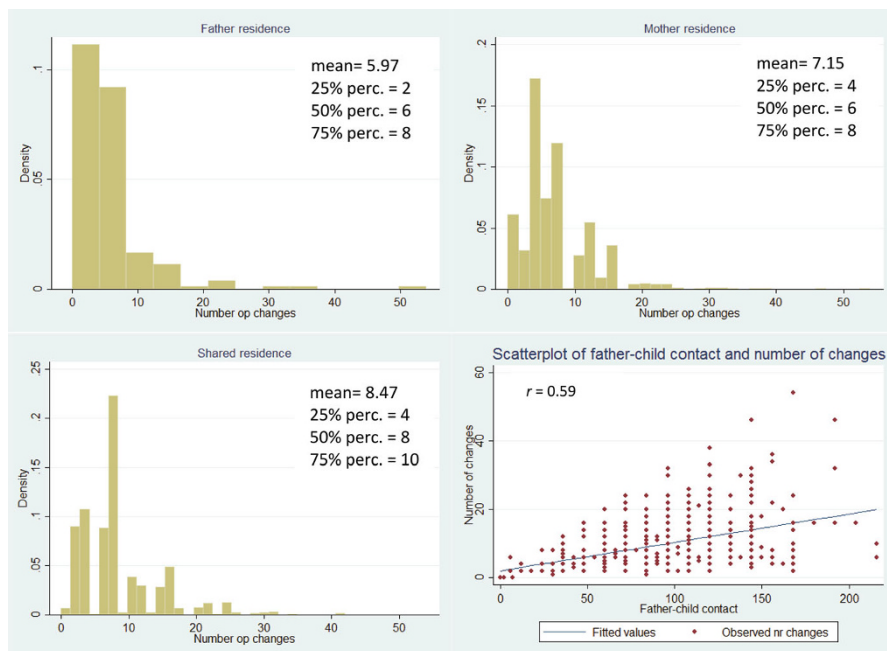 Father residence
mean= 5.97
25% perc. = 2
50% perc. = 6
75% perc. = 8
Density
0
.05
.1
0 10 20 30 40 50
Number op changes
Mother residence
mean= 7.15
25% perc. = 4
50% perc. = 6
75% perc. = 8
Density
0
.05
.1
.15
.2
0 10 20 30 40 50
Number op changes
Shared residence
mean= 8.47
25% perc. = 4
50% perc. = 8
75% perc. = 10
Density
0
.05
.1
.15
.2
.25
0 10 20 30 40 50
Number op changes
Scatterplot of father-child contact and number of changes
r = 0.59
Number of changes
0
20
40
60
0 50 100 150 200
Father-child contact
Fitted values Observed nr changes